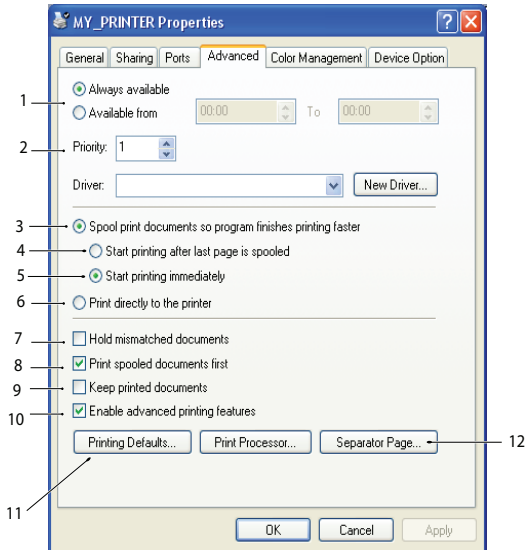 MY_PRINTER Properties
General Sharing Ports Advanced Color Management Device Option
1 Always available
Available from 00:00 To 00:00
2 Priority: 1
Driver: New Driver...
3 Spool print documents so program finishes printing faster
4 Start printing after last page is spooled
5 Start printing immediately
6 Print directly to the printer
7 Hold mismatched documents
8 Print spooled documents first
9 Keep printed documents
10 Enable advanced printing features
Printing Defaults... Print Processor... Separator Page... 12
11
OK Cancel Apply